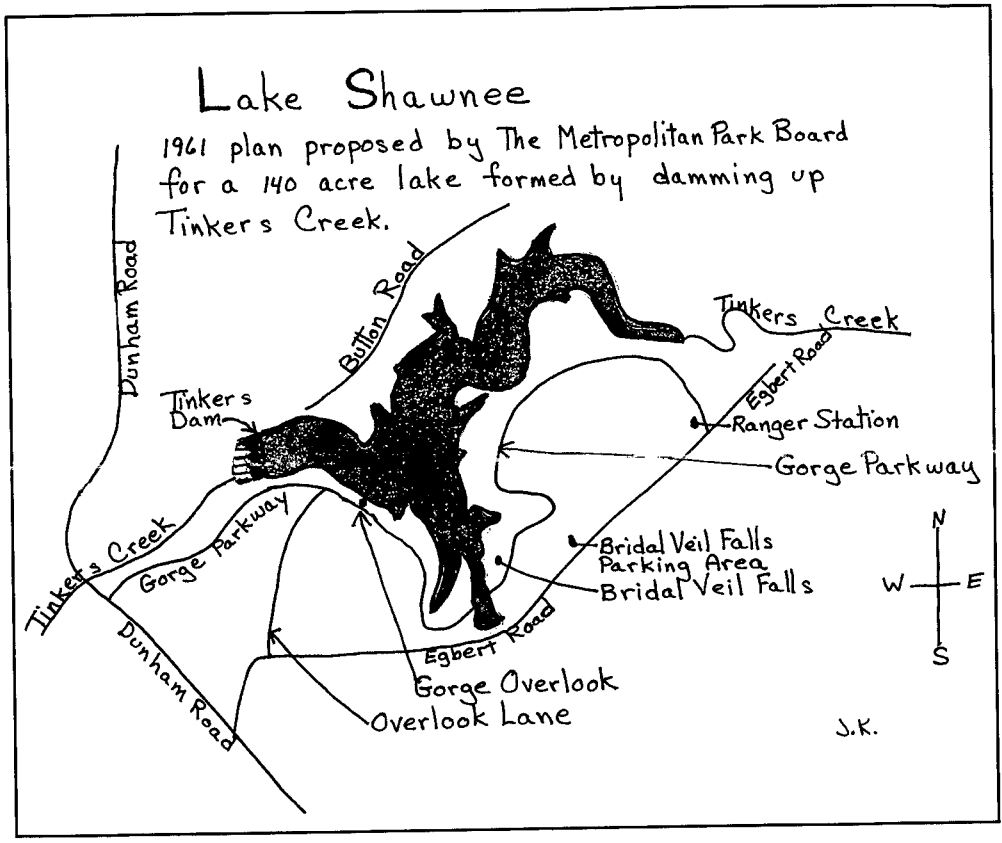 Lake Shawnee
1961 plan proposed by The Metropolitan Park Board
for a 140 acre lake formed by damming up
Tinkers Creek.
Dunham Road
Button Road
Tinkers Creek
Egbert Road
Tinkers
Dam
Ranger Station
Gorge Parkway
Tinker's Creek
Gorge Parkway
Bridal Veil Falls
Parking Area
Bridal Veil Falls
N
W E
S
Dunham Road
Egbert Road
Gorge Overlook
Overlook Lane
J.K.